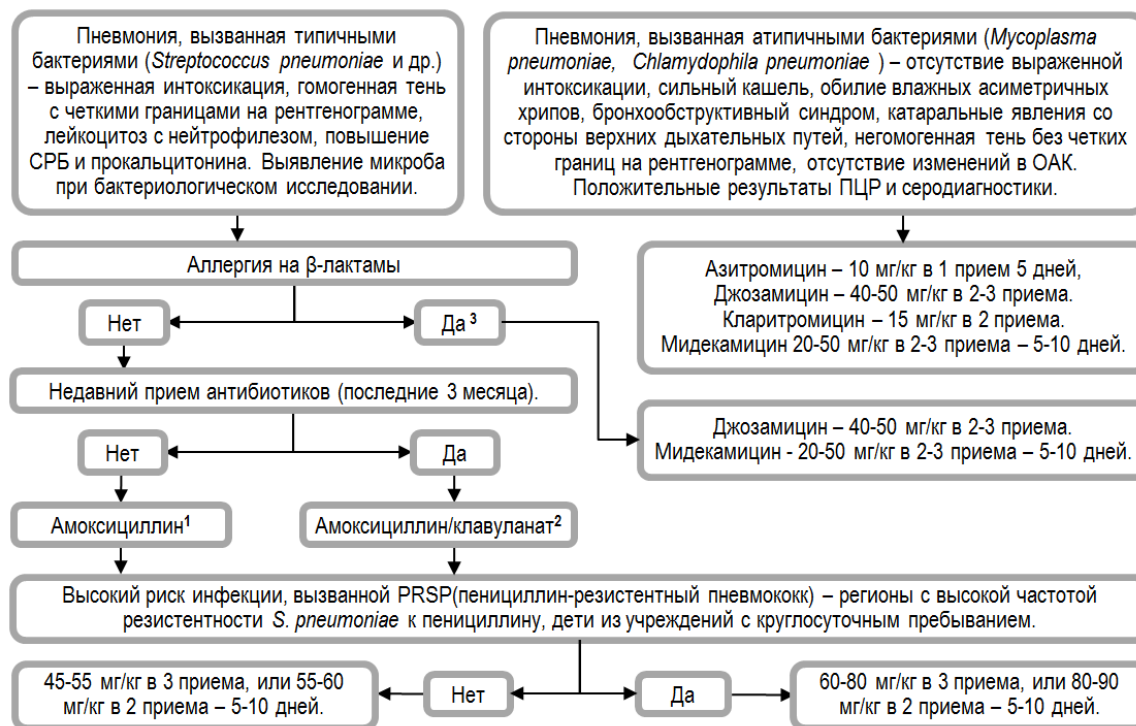 Пневмония, вызванная типичными
бактериями (Streptococcus pneumoniae и др.)
– выраженная интоксикация, гомогенная тень
с четкими границами на рентгенограмме,
лейкоцитоз с нейтрофилезом, повышение
СРБ и прокальцитонина. Выявление микроба
при бактериологическом исследовании.
Пневмония, вызванная атипичными бактериями (Mycoplasma
pneumoniae, Chlamydophila pneumoniae ) – отсутствие выраженной
интоксикации, сильный кашель, обилие влажных асиметричных
хрипов, бронхообструктивный синдром, катаральные явления со
стороны верхних дыхательных путей, негомогенная тень без четких
границ на рентгенограмме, отсутствие изменений в ОАК.
Положительные результаты ПЦР и серодиагностики.
Аллергия на β-лактамы
Азитромицин – 10 мг/кг в 1 прием 5 дней,
Джозамицин – 40-50 мг/кг в 2-3 приема.
Кларитромицин – 15 мг/кг в 2 приема.
Мидекамицин 20-50 мг/кг в 2-3 приема – 5-10 дней.
Нет
Да 3
Недавний прием антибиотиков (последние 3 месяца).
Джозамицин – 40-50 мг/кг в 2-3 приема.
Мидекамицин - 20-50 мг/кг в 2-3 приема – 5-10 дней.
Нет
Да
Амоксициллин1
Амоксициллин/клавуланат2
Высокий риск инфекции, вызванной PRSP(пенициллин-резистентный пневмококк) – регионы с высокой частотой
резистентности S. pneumoniae к пенициллину, дети из учреждений с круглосуточным пребыванием.
45-55 мг/кг в 3 приема, или 55-60
мг/кг в 2 приема – 5-10 дней.
Нет
Да
60-80 мг/кг в 3 приема, или 80-90
мг/кг в 2 приема – 5-10 дней.